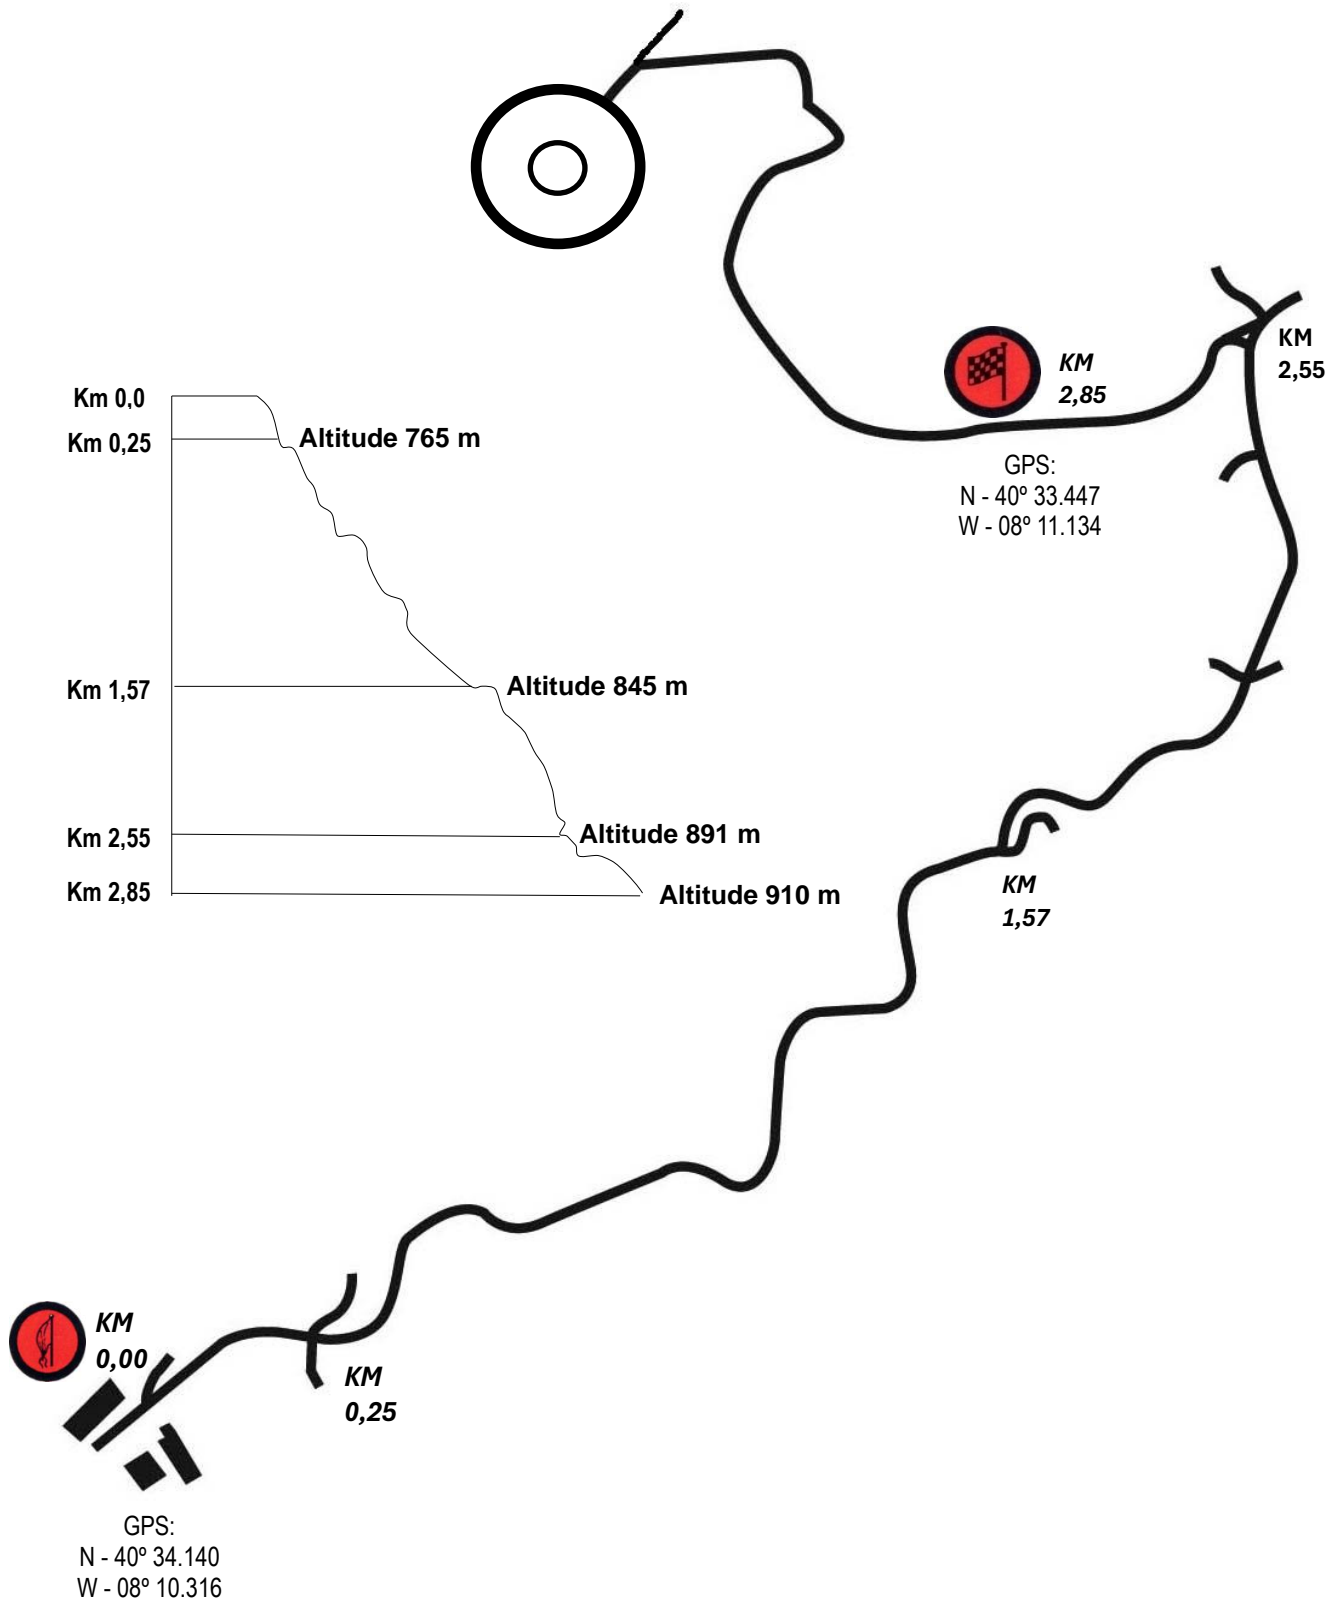 KM
2,55
KM
2,85
GPS:
N - 40º 33.447
W - 08º 11.134
Km 0,0
Km 0,25
Altitude 765 m
Km 1,57
Altitude 845 m
Km 2,55
Altitude 891 m
Km 2,85
Altitude 910 m
KM
1,57
KM
0,00
KM
0,25
GPS:
N - 40º 34.140
W - 08º 10.316